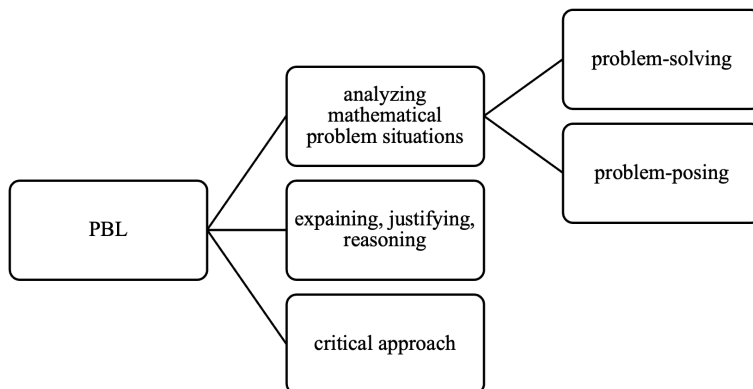 problem-solving
analyzing
mathematical
problem situations
problem-posing
PBL
expaining, justifying,
reasoning
critical approach